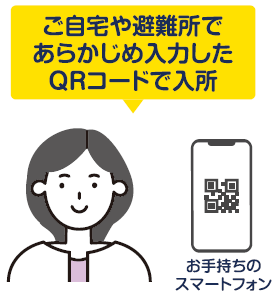 ご自宅や避難所で
あらかじめ入力した
QRコードで入所
お手持ちの
スマートフォン